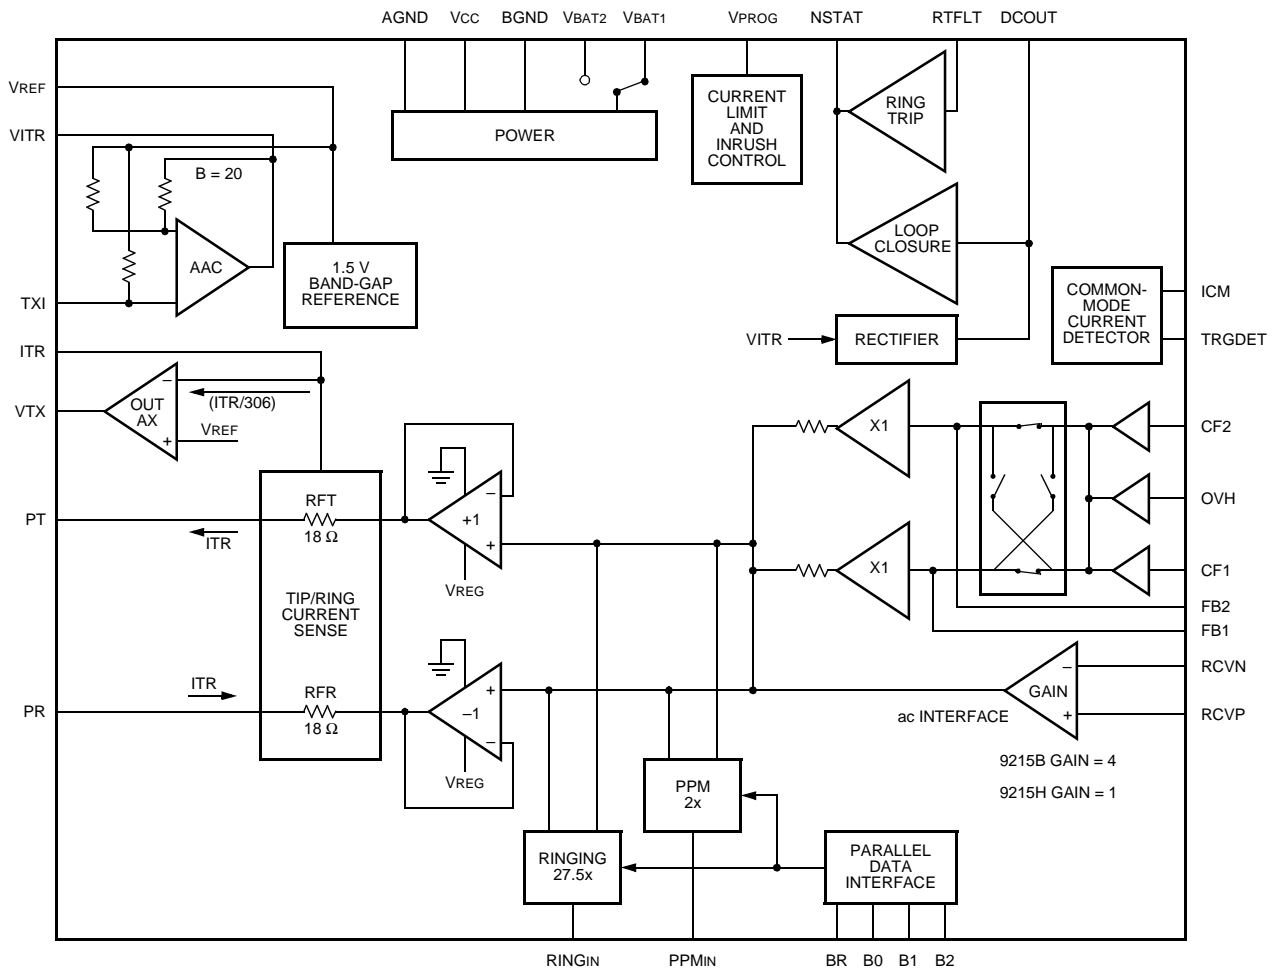 AGND VCC BGND VBAT2 VBAT1 VPROG NSTAT RTFLT DCOUT
VREF
VITR
B = 20
AAC
TXI
1.5 V
BAND-GAP
REFERENCE
POWER
CURRENT
LIMIT
AND
INRUSH
CONTROL
RING
TRIP
LOOP
CLOSURE
VITR
RECTIFIER
COMMON-
MODE
CURRENT
DETECTOR
ICM
TRGDET
ITR
VTX
OUT
AX
–
+
(ITR/306)
VREF
PT
ITR
RFT
18 Ω
TIP/RING
CURRENT
SENSE
ITR
PR
RFR
18 Ω
–
+1
+
VREG
+
–1
–
VREG
X1
X1
CF2
OVH
CF1
FB2
FB1
RCVN
RCVP
–
GAIN
+
ac INTERFACE
9215B GAIN = 4
9215H GAIN = 1
PPM
2x
RINGING
27.5x
PARALLEL
DATA
INTERFACE
RINGIN PPMIN BR B0 B1 B2